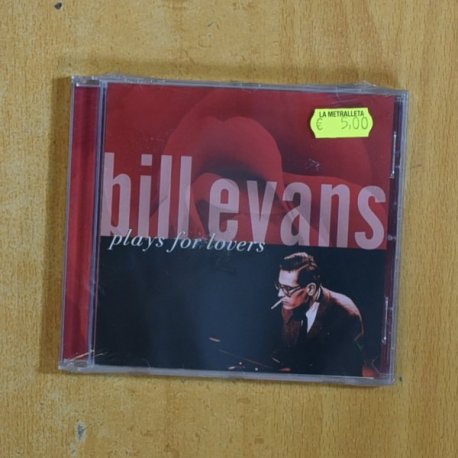 LA METRALLETA
€ 5,00
bill evans
plays for lovers